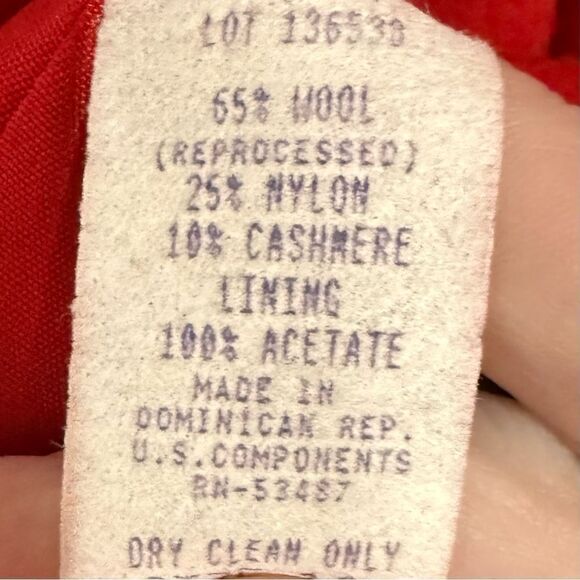 LOT 136538
65% WOOL
(REPROCESSED)
25% NYLON
10% CASHMERE
LINING
100% ACETATE
MADE IN
DOMINICAN REP.
U.S.COMPONENTS
RN-53487
DRY CLEAN ONLY